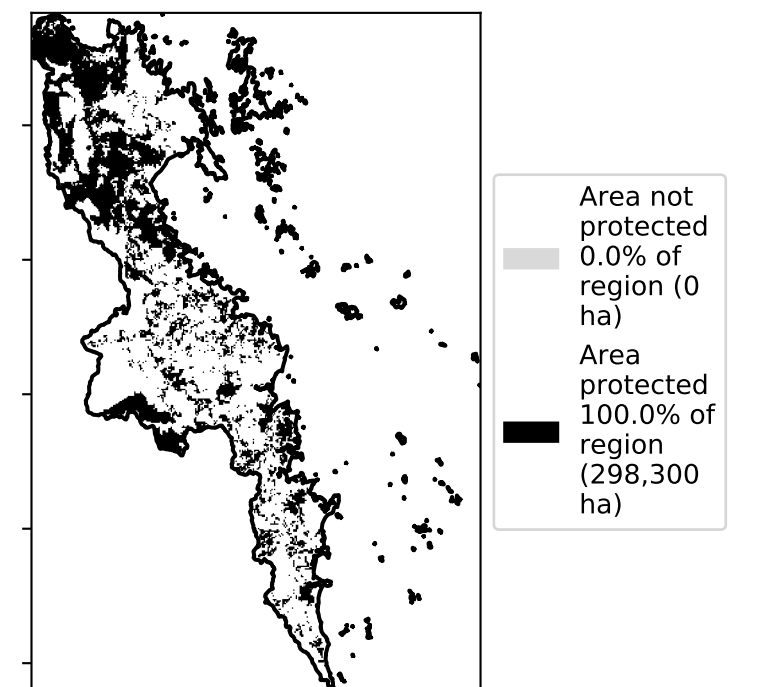 Area not
protected
0.0% of
region (0
ha)
Area
protected
100.0% of
region
(298,300
ha)